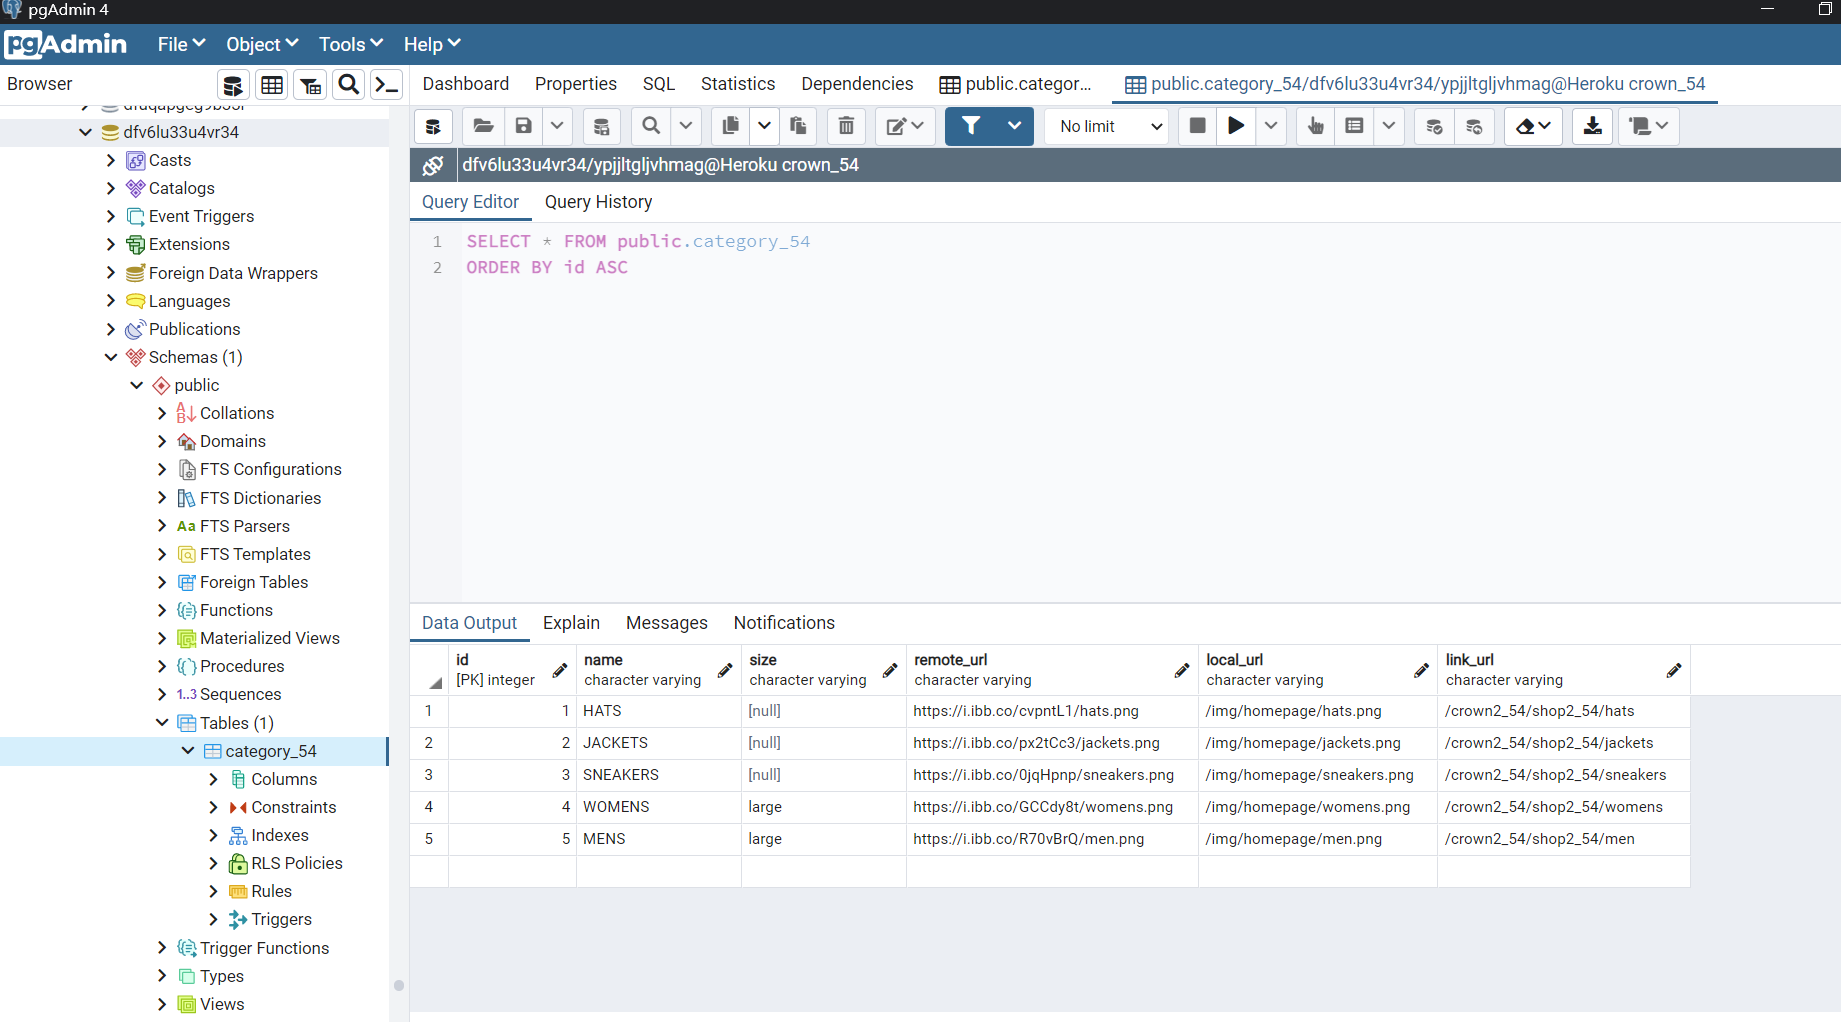 pgAdmin 4
pgAdmin File Object Tools Help
Browser
Dashboard Properties SQL Statistics Dependencies public.categor... public.category_54/dfv6lu33u4vr34/ypjjltgljvhmag@Heroku crown_54
No limit
dfv6lu33u4vr34/ypjjltgljvhmag@Heroku crown_54
Query Editor Query History
1 SELECT * FROM public.category_54
2 ORDER BY id ASC
dfv6lu33u4vr34
Casts
Catalogs
Event Triggers
Extensions
Foreign Data Wrappers
Languages
Publications
Schemas (1)
public
Collations
Domains
FTS Configurations
FTS Dictionaries
Aa FTS Parsers
FTS Templates
Foreign Tables
Functions
Materialized Views
Procedures
1..3 Sequences
Tables (1)
category_54
Columns
Constraints
Indexes
RLS Policies
Rules
Triggers
Trigger Functions
Types
Views
Data Output Explain Messages Notifications
id name size remote_url local_url link_url
[PK] integer character varying character varying character varying character varying character varying
1 1 HATS [null] https://i.ibb.co/cvpntL1/hats.png /img/homepage/hats.png /crown2_54/shop2_54/hats
2 2 JACKETS [null] https://i.ibb.co/px2tCc3/jackets.png /img/homepage/jackets.png /crown2_54/shop2_54/jackets
3 3 SNEAKERS [null] https://i.ibb.co/0jqHpnp/sneakers.png /img/homepage/sneakers.png /crown2_54/shop2_54/sneakers
4 4 WOMENS large https://i.ibb.co/GCCdy8t/womens.png /img/homepage/womens.png /crown2_54/shop2_54/womens
5 5 MENS large https://i.ibb.co/R70vBrQ/men.png /img/homepage/men.png /crown2_54/shop2_54/men